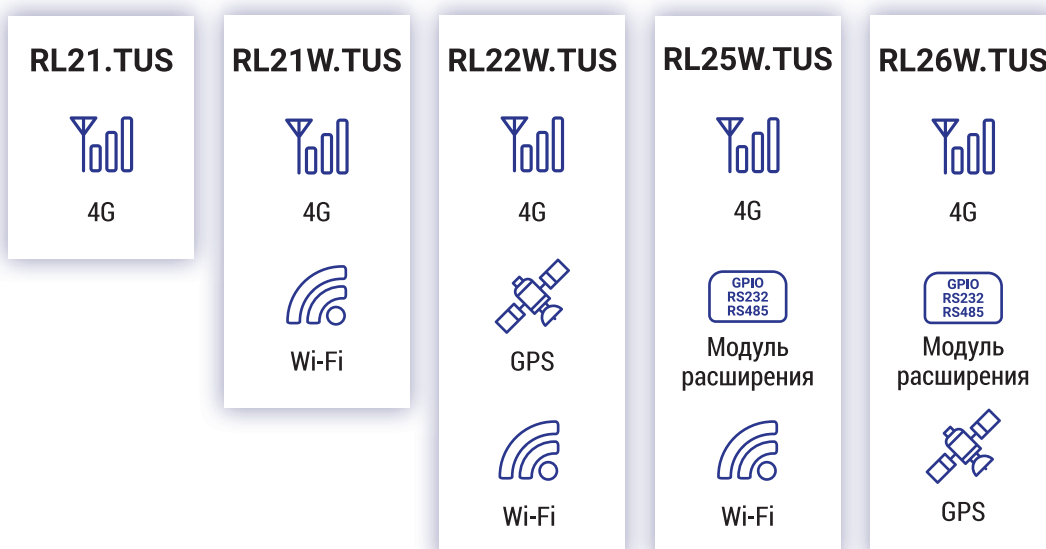 RL21.TUS
4G
RL21W.TUS
4G
Wi-Fi
RL22W.TUS
4G
GPS
Wi-Fi
RL25W.TUS
4G
GPIO
RS232
RS485
Модуль
расширения
Wi-Fi
RL26W.TUS
4G
GPIO
RS232
RS485
Модуль
расширения
GPS